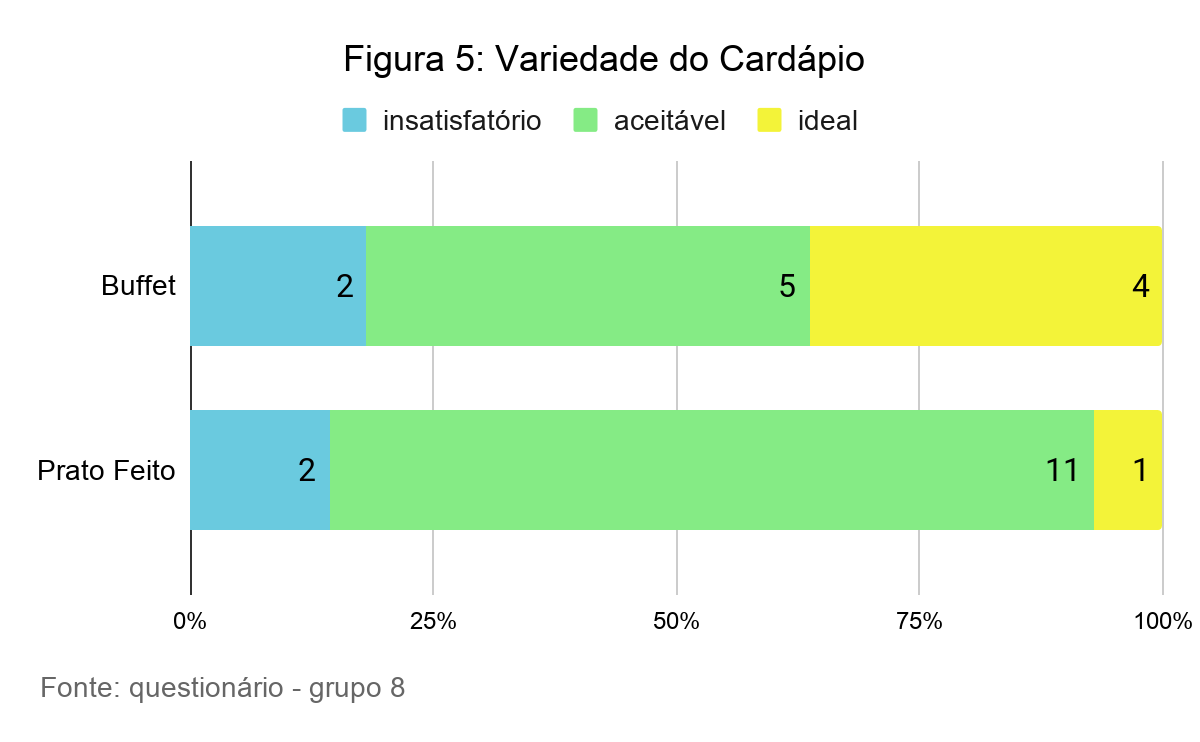 Figura 5: Variedade do Cardápio
insatisfatório aceitável ideal
Buffet 2 5 4
Prato Feito 2 11 1
0% 25% 50% 75% 100%
Fonte: questionário - grupo 8